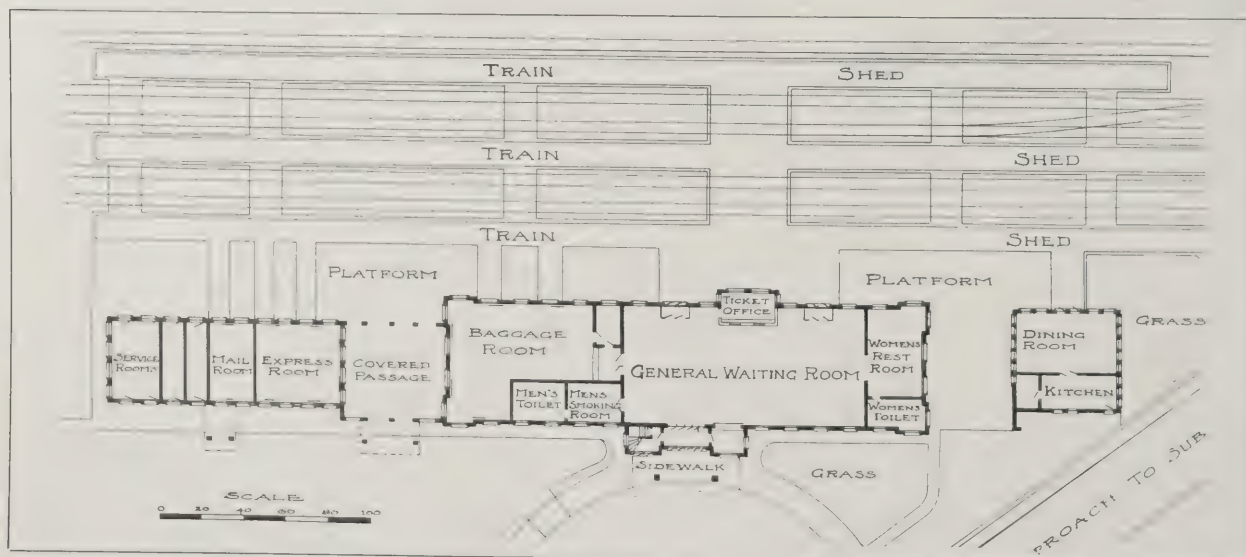 TRAIN SHED
TRAIN SHED
TRAIN SHED
PLATFORM PLATFORM
TICKET
OFFICE
GRASS
BAGGAGE
ROOM
DINING
ROOM
SERVICE
ROOMS
MAIL
ROOM
EXPRESS
ROOM
COVERED
PASSAGE
WOMENS
REST
ROOM
GENERAL WAITING ROOM
KITCHEN
MEN'S
TOILET
MENS
SMOKING
ROOM
WOMENS
TOILET
SIDEWALK
GRASS
PROACH TO SUB
SCALE
0 20 40 60 80 100